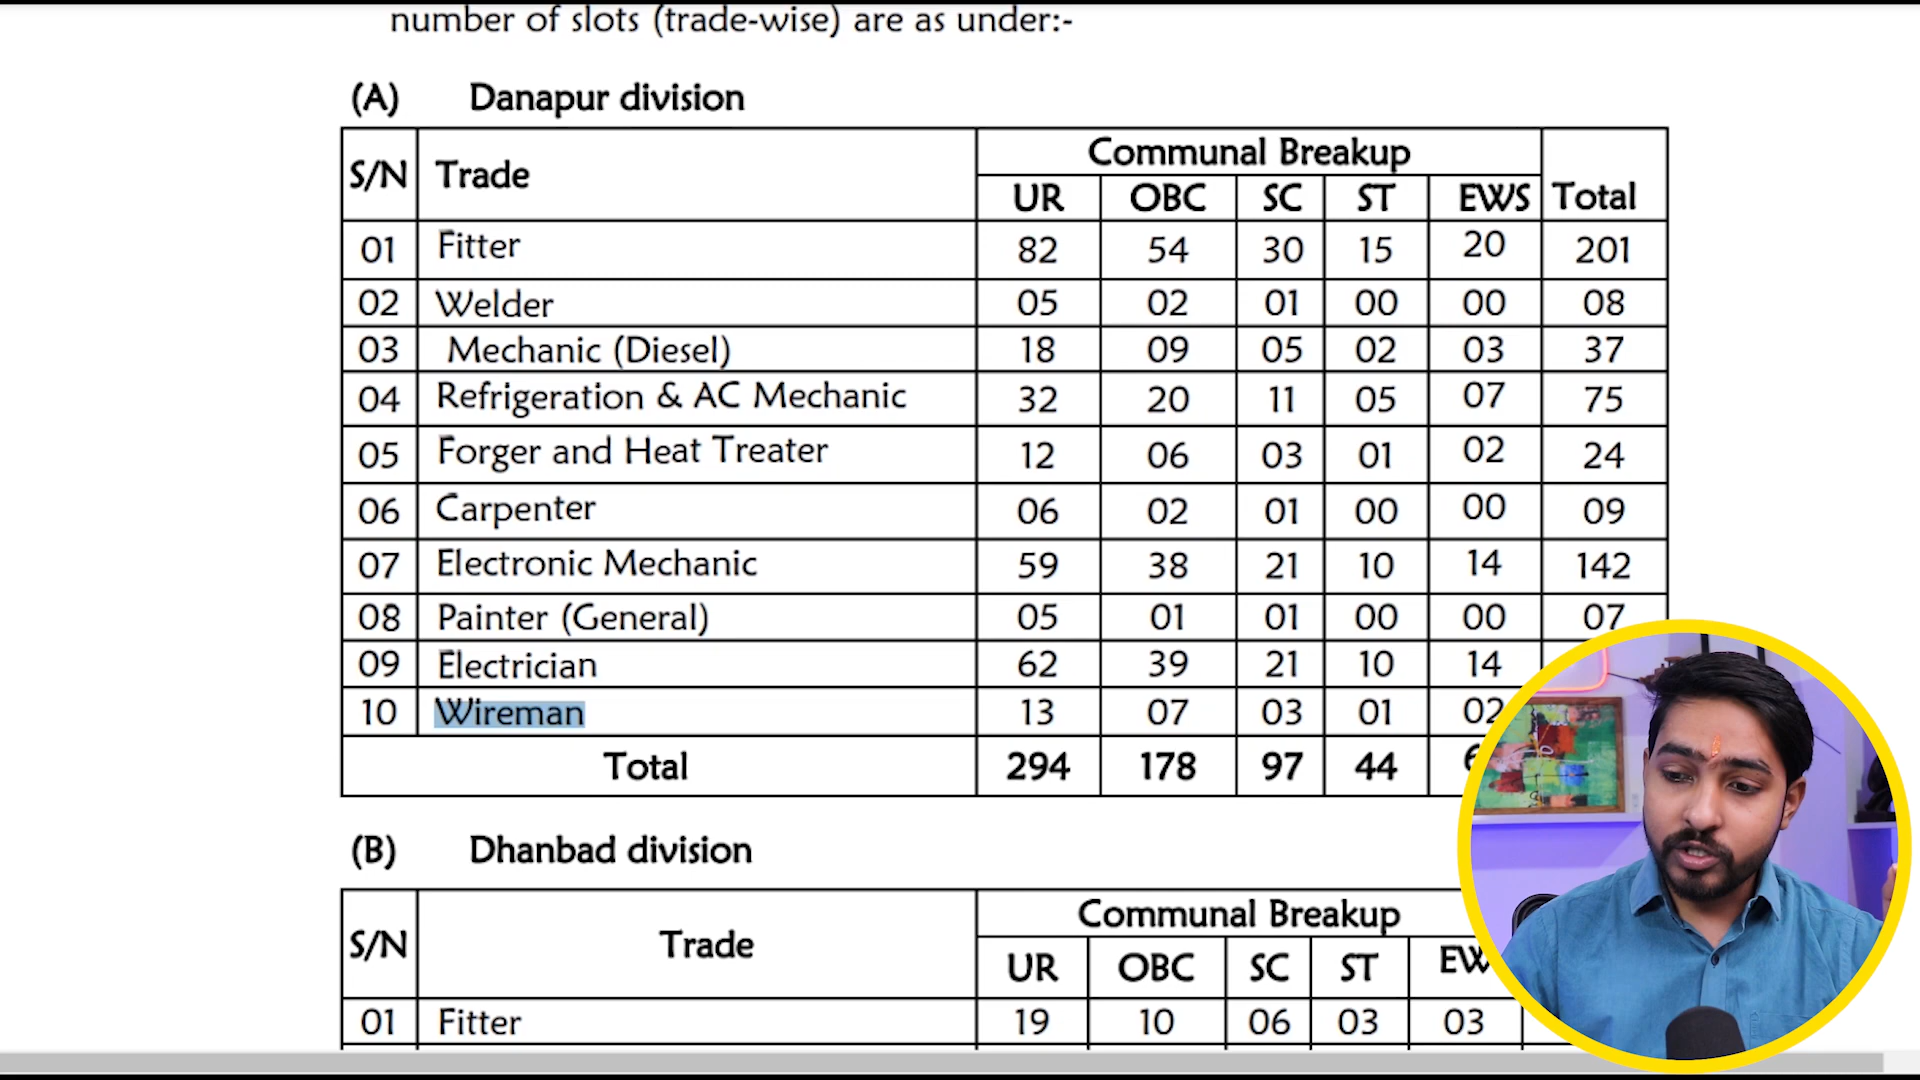 number of slots (trade-wise) are as under:-
(A) Danapur division
S/N Trade Communal Breakup Total
UR OBC SC ST EWS
01 Fitter 82 54 30 15 20 201
02 Welder 05 02 01 00 00 08
03 Mechanic (Diesel) 18 09 05 02 03 37
04 Refrigeration & AC Mechanic 32 20 11 05 07 75
05 Forger and Heat Treater 12 06 03 01 02 24
06 Carpenter 06 02 01 00 00 09
07 Electronic Mechanic 59 38 21 10 14 142
08 Painter (General) 05 01 01 00 00 07
09 Electrician 62 39 21 10 14
10 Wireman 13 07 03 01 02
Total 294 178 97 44
(B) Dhanbad division
S/N Trade Communal Breakup
UR OBC SC ST EW
01 Fitter 19 10 06 03 03